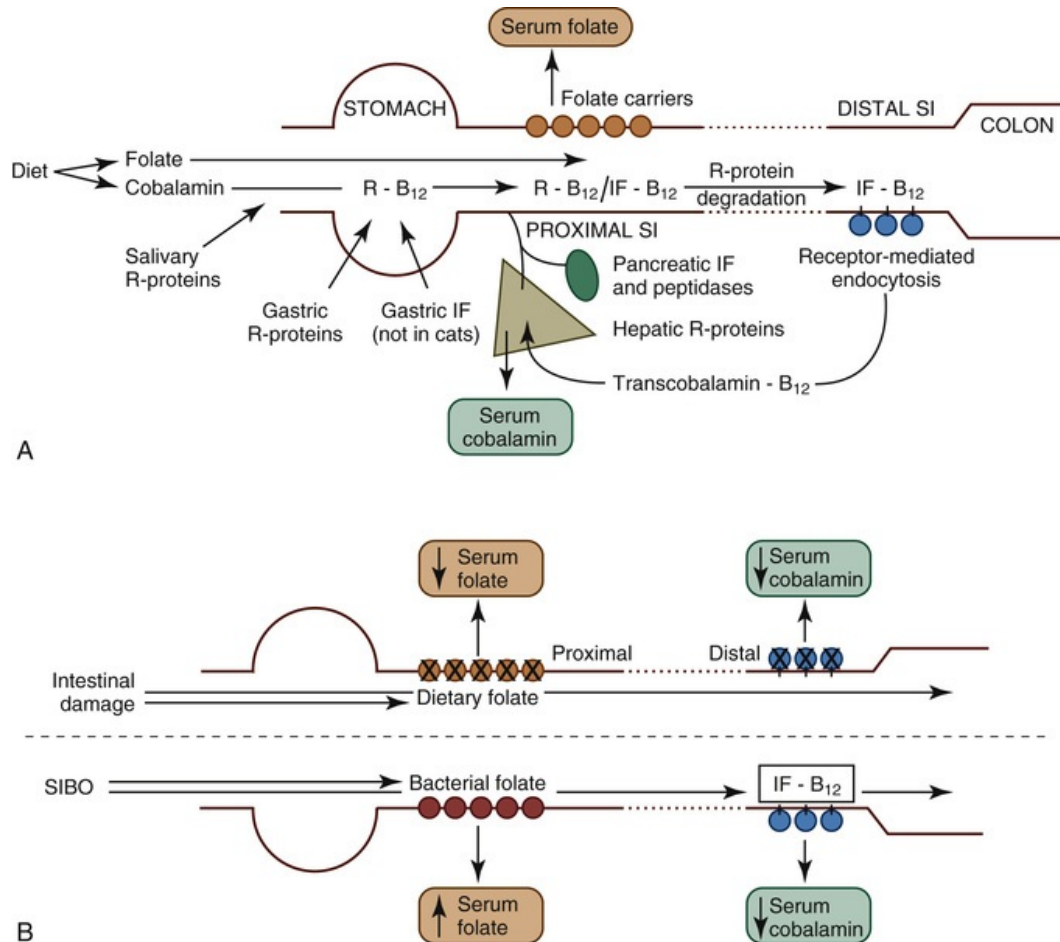 Serum folate
Folate carriers
STOMACH
DISTAL SI
COLON
Diet
Folate
Cobalamin
R - B12
R - B12/IF - B12
R-protein
degradation
IF - B12
Salivary
R-proteins
Gastric
R-proteins
Gastric IF
(not in cats)
PROXIMAL SI
Pancreatic IF
and peptidases
Hepatic R-proteins
Receptor-mediated
endocytosis
Transcobalamin - B12
Serum
cobalamin
A
Serum
folate
Serum
cobalamin
Proximal
Distal
Intestinal
damage
Dietary folate
SIBO
Bacterial folate
IF - B12
Serum
folate
Serum
cobalamin
B